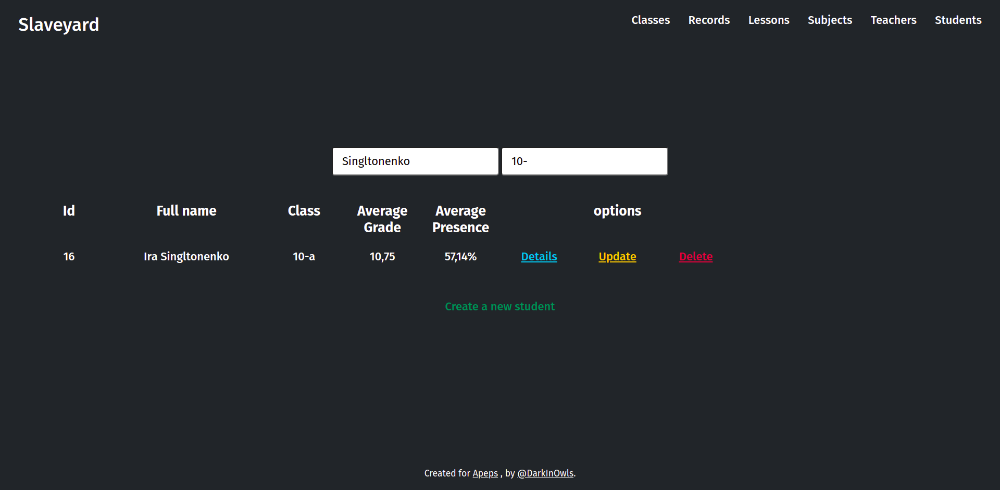 Slaveyard
Classes Records Lessons Subjects Teachers Students
Singltonenko 10-
Id Full name Class Average Grade Average Presence options
16 Ira Singltonenko 10-a 10,75 57,14% Details Update Delete
Create a new student
Created for Apeps , by @DarkInOwls.